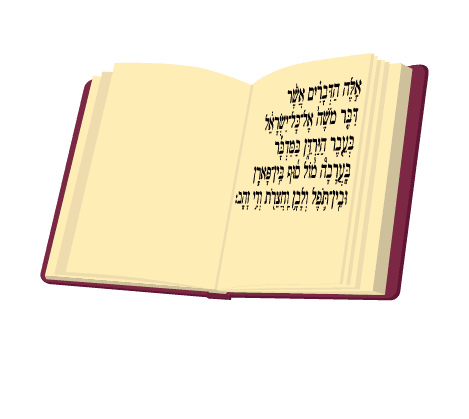 אֵלֶּה הַדְּבָרִים אֲשֶׁר
דִּבֶּר מֹשֶׁה אֶל־כׇּל־יִשְׂרָאֵל
בְּעֵבֶר הַיַּרְדֵּן בַּמִּדְבָּר
בָּעֲרָבָה מוֹל סוּף בֵּין־פָּארָן
וּבֵין־תֹּפֶל וְלָבָן וַחֲצֵרֹת וְדִי זָהָב׃